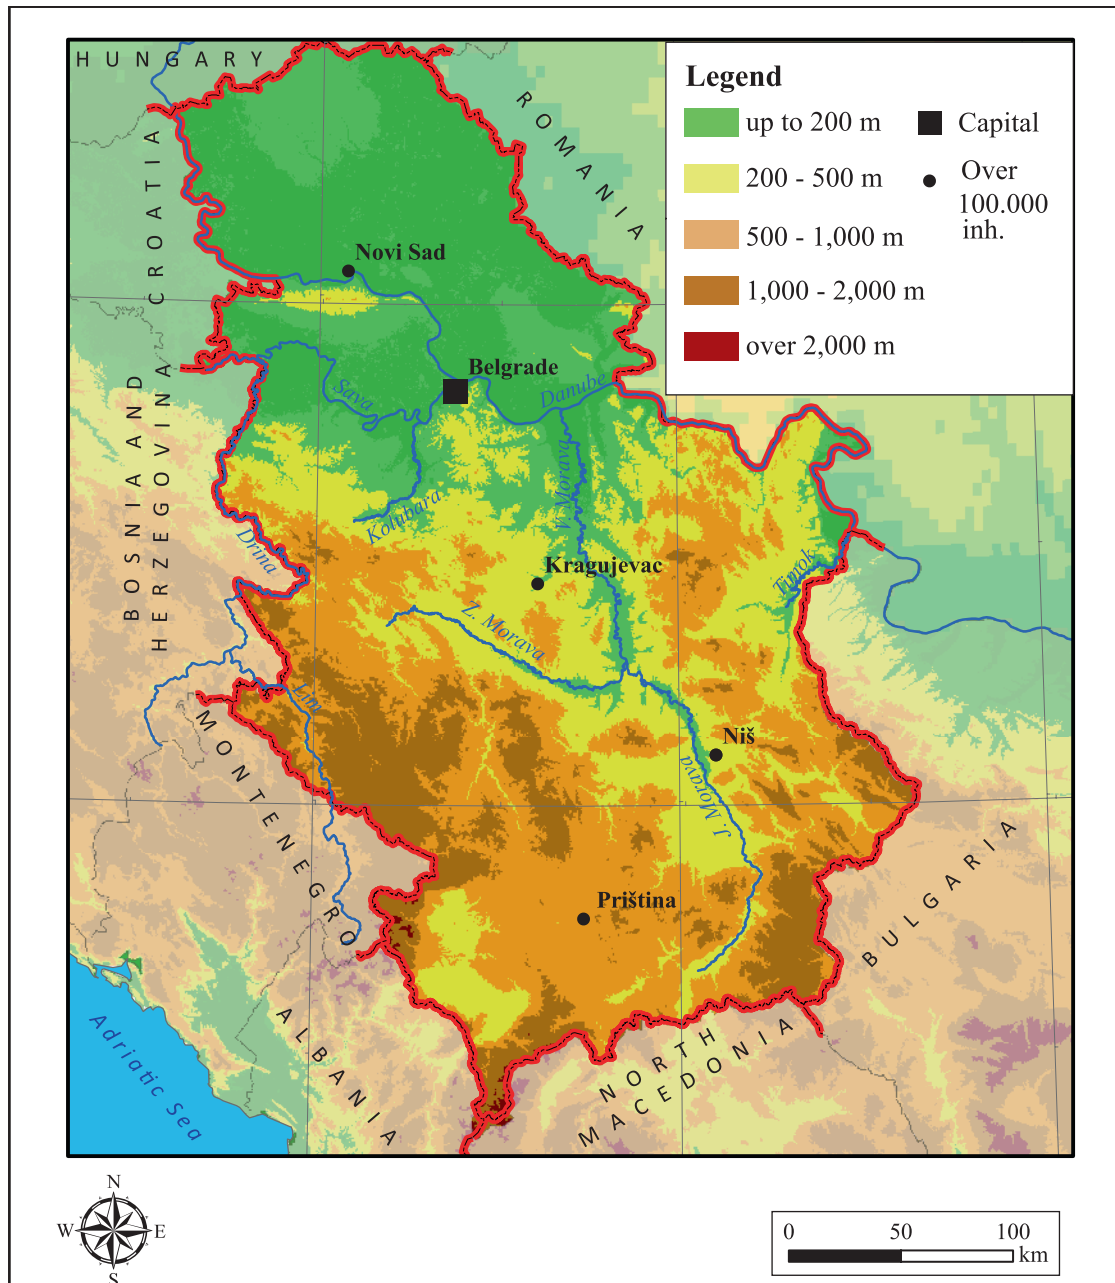 HUNGARY
ROMANIA
CROATIA
BOSNIA AND
HERZEGOVINA
MONTENEGRO
ALBANIA
NORTH
MACEDONIA
BULGARIA
Adriatic Sea
Legend
up to 200 m
200 - 500 m
500 - 1,000 m
1,000 - 2,000 m
over 2,000 m
Capital
Over
100.000
inh.
Novi Sad
Belgrade
Sava
Danube
Kolubara
V. Morava
Drina
Kragujevac
Timok
Z. Morava
Lim
Niš
J. Morava
Priština
N
W
E
S
0
50
100
km